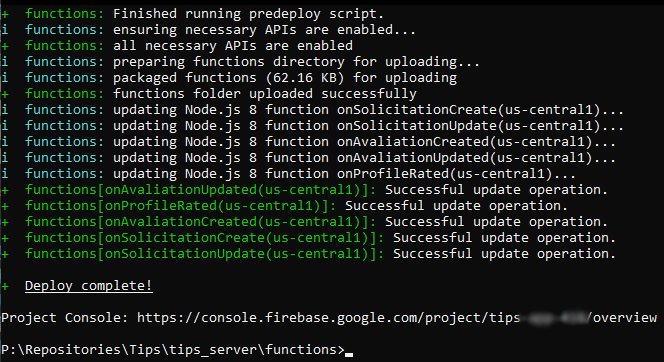 +  functions: Finished running predeploy script.
i  functions: ensuring necessary APIs are enabled...
+  functions: all necessary APIs are enabled
i  functions: preparing functions directory for uploading...
i  functions: packaged functions (62.16 KB) for uploading
+  functions: functions folder uploaded successfully
i  functions: updating Node.js 8 function onSolicitationCreate(us-central1)...
i  functions: updating Node.js 8 function onSolicitationUpdate(us-central1)...
i  functions: updating Node.js 8 function onAvaliationCreated(us-central1)...
i  functions: updating Node.js 8 function onAvaliationUpdated(us-central1)...
i  functions: updating Node.js 8 function onProfileRated(us-central1)...
+  functions[onAvaliationUpdated(us-central1)]: Successful update operation.
+  functions[onProfileRated(us-central1)]: Successful update operation.
+  functions[onAvaliationCreated(us-central1)]: Successful update operation.
+  functions[onSolicitationCreate(us-central1)]: Successful update operation.
+  functions[onSolicitationUpdate(us-central1)]: Successful update operation.
+  Deploy complete!
Project Console: https://console.firebase.google.com/project/tips- /overview
P:\Repositories\Tips\tips_server\functions>